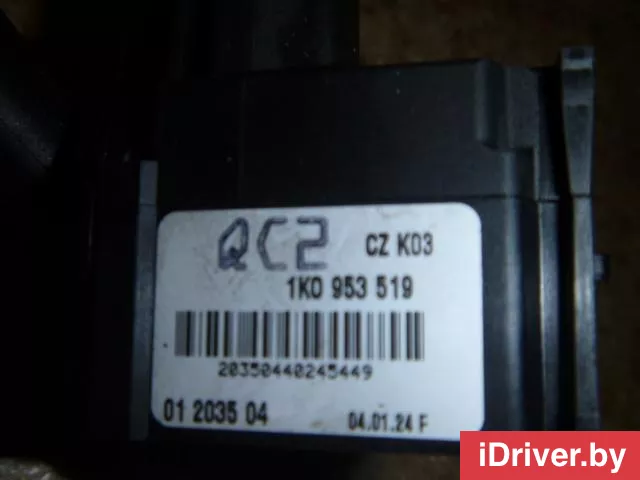 QC2 CZ K03
1K0 953 519
20350440245449
01 2035 04 04.01.24 F
iDriver.by